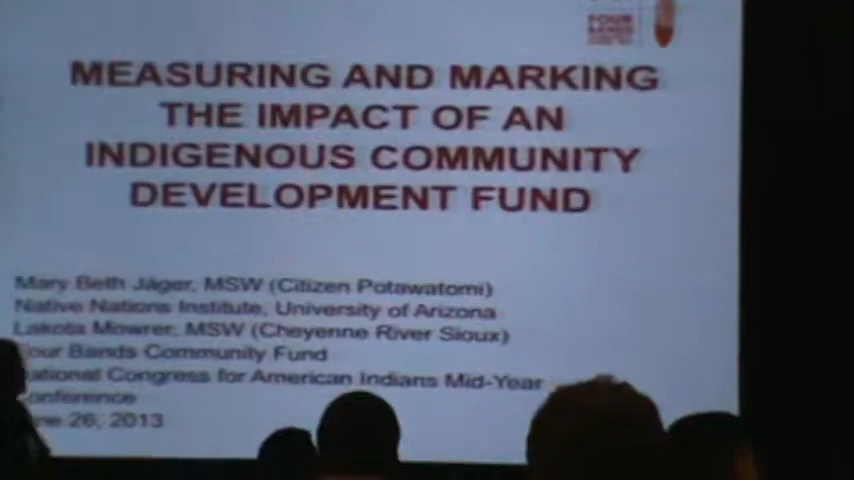 FOUR
BANDS
MEASURING AND MARKING
THE IMPACT OF AN
INDIGENOUS COMMUNITY
DEVELOPMENT FUND
Mary Beth Jäger, MSW (Citizen Potawatomi)
Native Nations Institute, University of Arizona
Lakota Mowrer, MSW (Cheyenne River Sioux)
our Bands Community Fund
ational Congress for American Indians Mid-Year
onference
ne 26, 2013